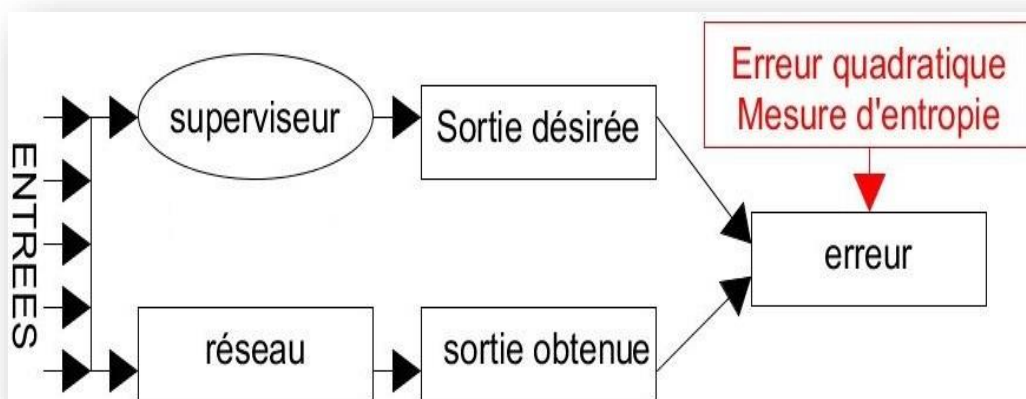 ENTREES
superviseur
Sortie désirée
Erreur quadratique
Mesure d'entropie
erreur
réseau
sortie obtenue